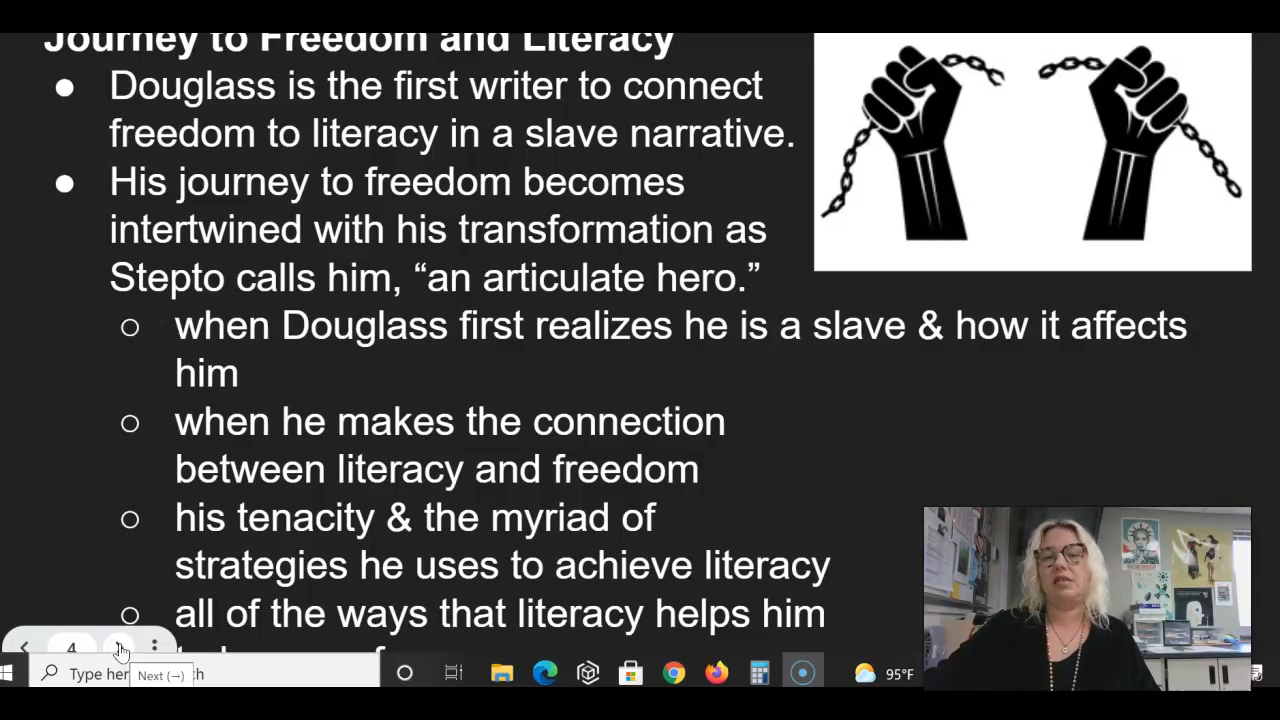 Journey to Freedom and Literacy
● Douglass is the first writer to connect
freedom to literacy in a slave narrative.
● His journey to freedom becomes
intertwined with his transformation as
Stepto calls him, “an articulate hero.”
○ when Douglass first realizes he is a slave & how it affects
him
○ when he makes the connection
between literacy and freedom
○ his tenacity & the myriad of
strategies he uses to achieve literacy
○ all of the ways that literacy helps him
4
Type her
ch
Next (→)
95°F